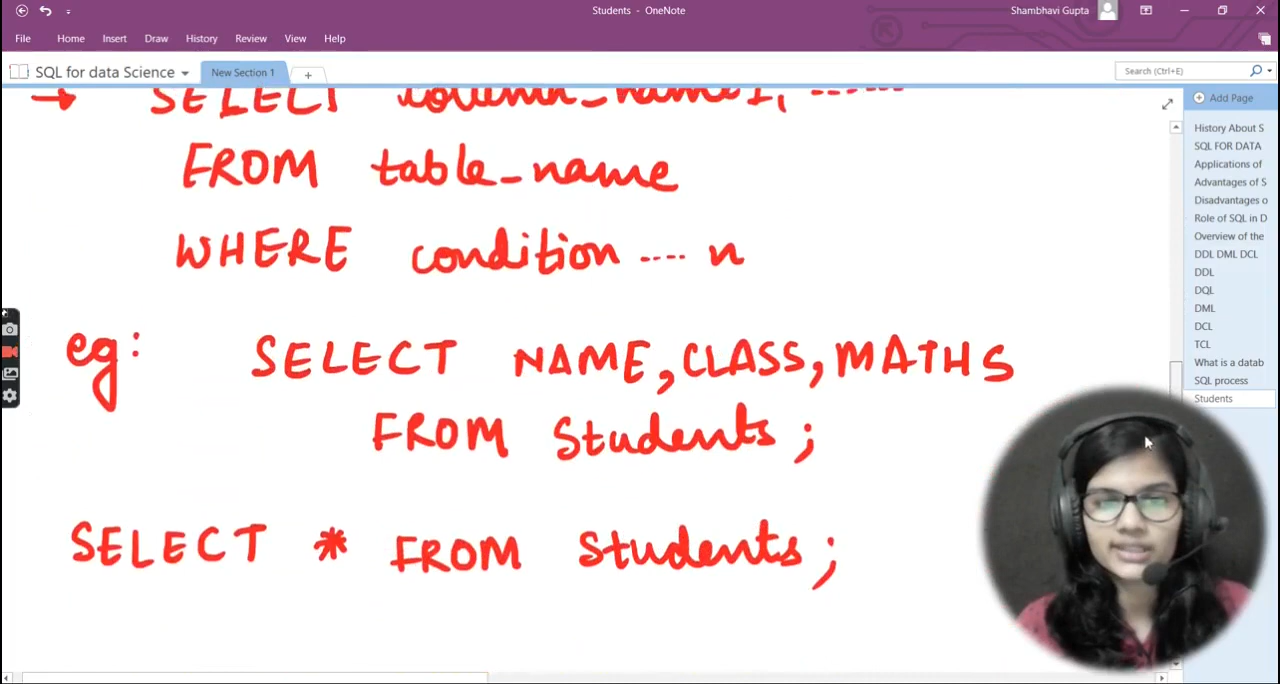 Students - OneNote
Shambhavi Gupta
File Home Insert Draw History Review View Help
SQL for data Science
New Section 1
Search (Ctrl+E)
Add Page
→ SELECT column_name1, ......
FROM table_name
WHERE condition .... n
eg: SELECT NAME, CLASS, MATHS
FROM Students ;
SELECT * FROM Students ;
History About S
SQL FOR DATA
Applications of
Advantages of S
Disadvantages o
Role of SQL in D
Overview of the
DDL DML DCL
DDL
DQL
DML
DCL
TCL
What is a datab
SQL process
Students